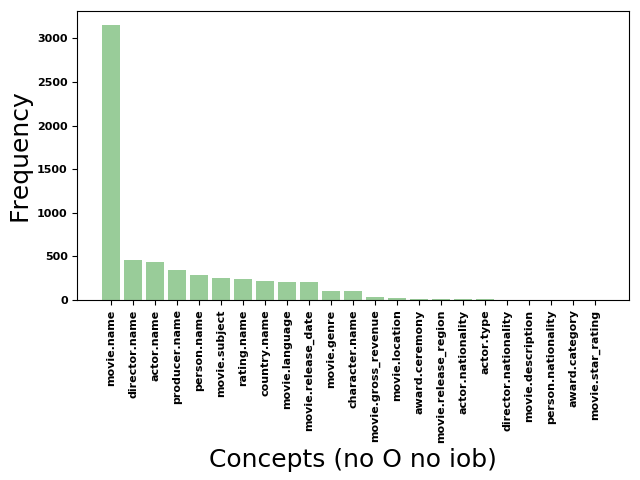 Frequency
3000
2500
2000
1500
1000
500
0
movie.name
director.name
actor.name
producer.name
person.name
movie.subject
rating.name
country.name
movie.language
movie.release_date
movie.genre
character.name
movie.gross_revenue
movie.location
award.ceremony
movie.release_region
actor.nationality
actor.type
director.nationality
movie.description
person.nationality
award.category
movie.star_rating
Concepts (no O no iob)